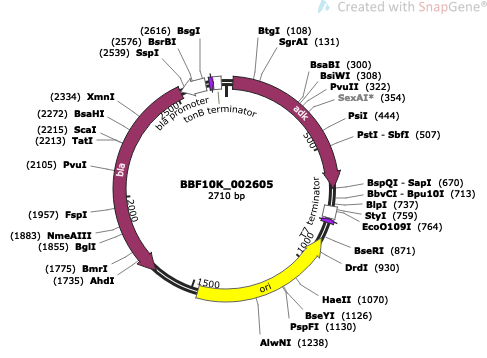 Created with SnapGene®
(2616) BsgI
(2576) BsrBI
(2539) SspI
BtgI (108)
SgrAI (131)
BsaBI (300)
BsiWI (308)
PvuII (322)
SexAI* (354)
PsiI (444)
PstI - SbfI (507)
BspQI - SapI (670)
BbvCI - Bpu10I (713)
BlpI (737)
StyI (759)
EcoO109I (764)
BseRI (871)
DrdI (930)
HaeII (1070)
BseYI (1126)
PspFI (1130)
AlwNI (1238)
(2334) XmnI
(2272) BsaHI
(2215) ScaI
(2213) TatI
(2105) PvuI
(1957) FspI
(1883) NmeAIII
(1855) BglI
(1775) BmrI
(1735) AhdI
bla promoter
tonB terminator
adk
T7 terminator
ori
bla
500
1000
1500
2000
2500
BBF10K_002605
2710 bp